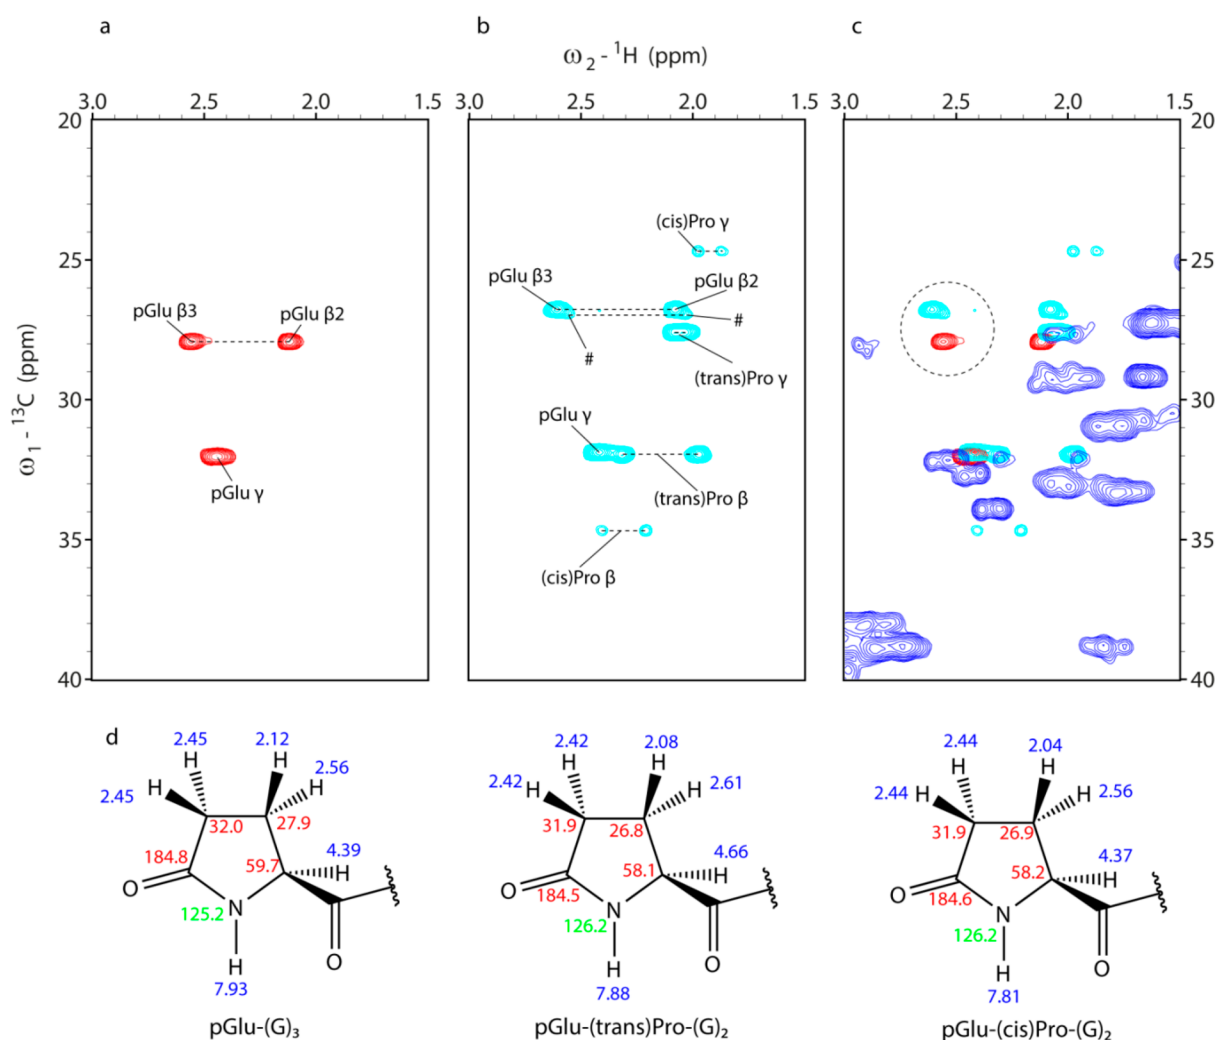 a
b
c
ω₂ - ¹H (ppm)
3.0 2.5 2.0 1.5
3.0 2.5 2.0 1.5
3.0 2.5 2.0 1.5
ω₁ - ¹³C (ppm)
20
25
30
35
40
pGlu β3
pGlu β2
pGlu γ
(cis)Pro γ
pGlu β3
pGlu β2
#
#
(trans)Pro γ
pGlu γ
(trans)Pro β
(cis)Pro β
20
25
30
35
40
d
2.45
2.12
H
H
2.56
H
H
2.45
32.0
27.9
184.8
59.7
4.39
H
O
N
125.2
O
H
7.93
pGlu-(G)₃
2.42
2.08
H
H
2.61
H
H
2.42
31.9
26.8
58.1
4.66
H
O
184.5
N
126.2
O
H
7.88
pGlu-(trans)Pro-(G)₂
2.44
2.04
H
H
2.56
H
H
2.44
31.9
26.9
4.37
58.2
H
O
184.6
N
126.2
O
H
7.81
pGlu-(cis)Pro-(G)₂